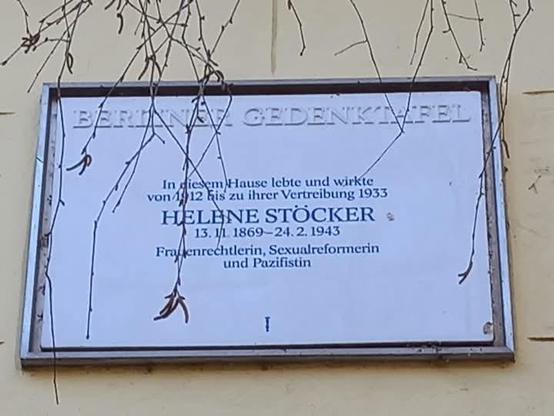 BERLINER GEDENKTAFEL
In diesem Hause lebte und wirkte
von 1912 bis zu ihrer Vertreibung 1933
HELENE STÖCKER
13. 11. 1869–24. 2. 1943
Frauenrechtlerin, Sexualreformerin
und Pazifistin